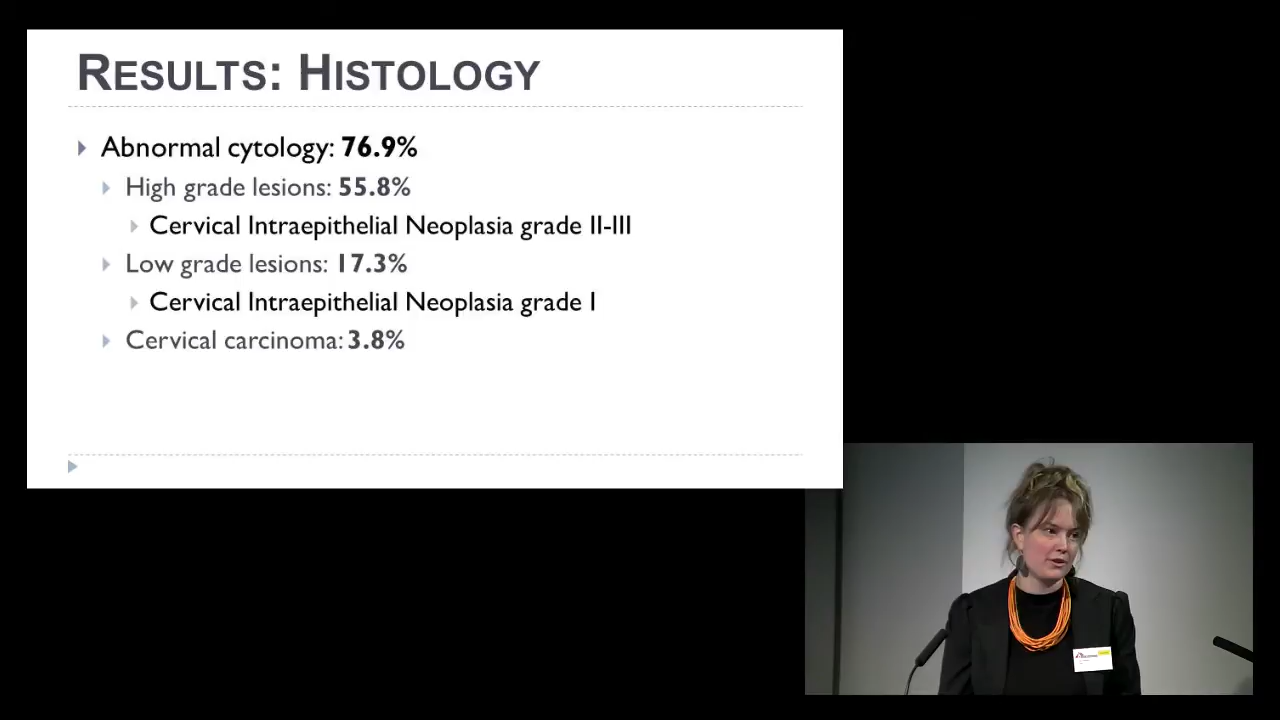 RESULTS: HISTOLOGY
Abnormal cytology: 76.9%
High grade lesions: 55.8%
Cervical Intraepithelial Neoplasia grade II-III
Low grade lesions: 17.3%
Cervical Intraepithelial Neoplasia grade I
Cervical carcinoma: 3.8%